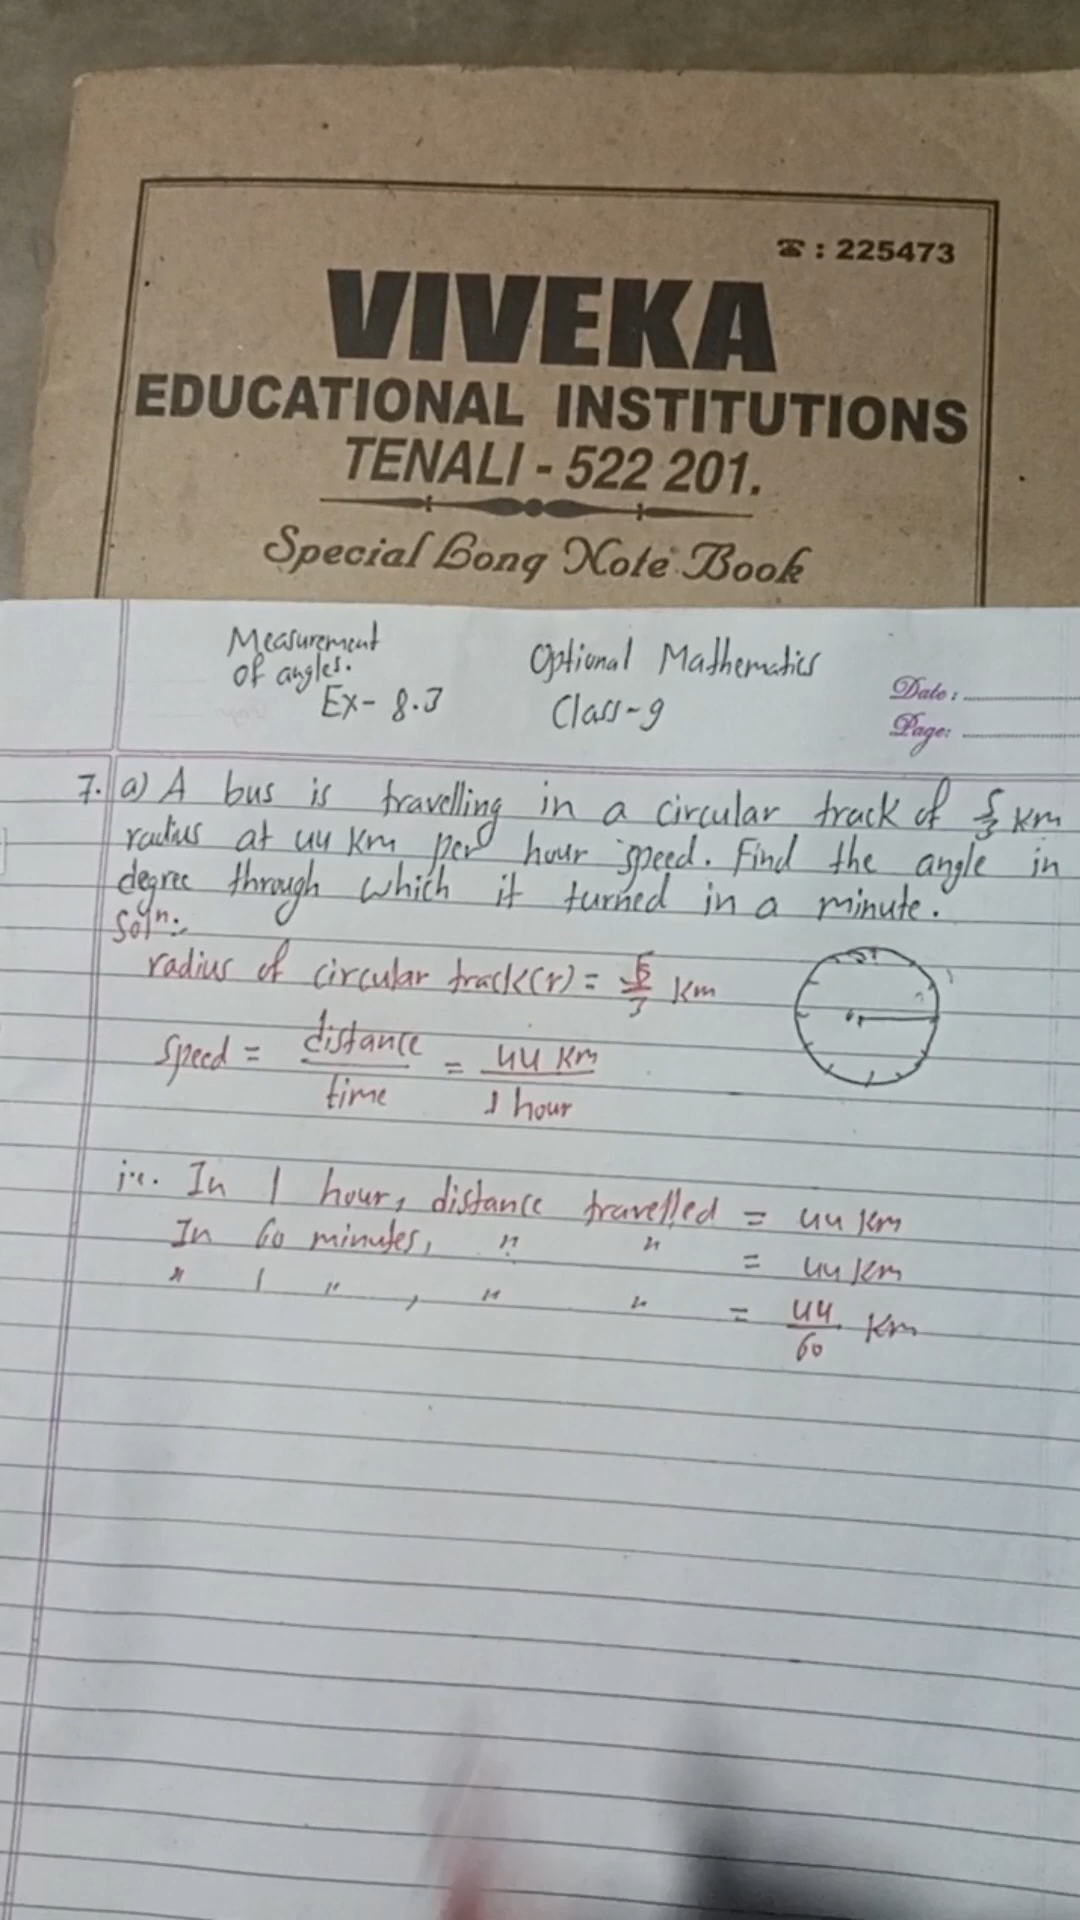 ☎ : 225473
VIVEKA
EDUCATIONAL INSTITUTIONS
TENALI - 522 201.
Special Long Note Book
Measurement
of angles.
Ex- 8.3
Optional Mathematics
Class-9
Date :
Page:
7. a) A bus is travelling in a circular track of 5/3 km
radius at 44 km per hour speed. Find the angle in
degree through which it turned in a minute.
Solⁿ:
radius of circular track(r) = 5/3 km
Speed = distance/time = 44 km/1 hour
i.e. In 1 hour, distance travelled = 44 km
In 60 minutes, " " = 44 km
" 1 " , " " = 44/60 km